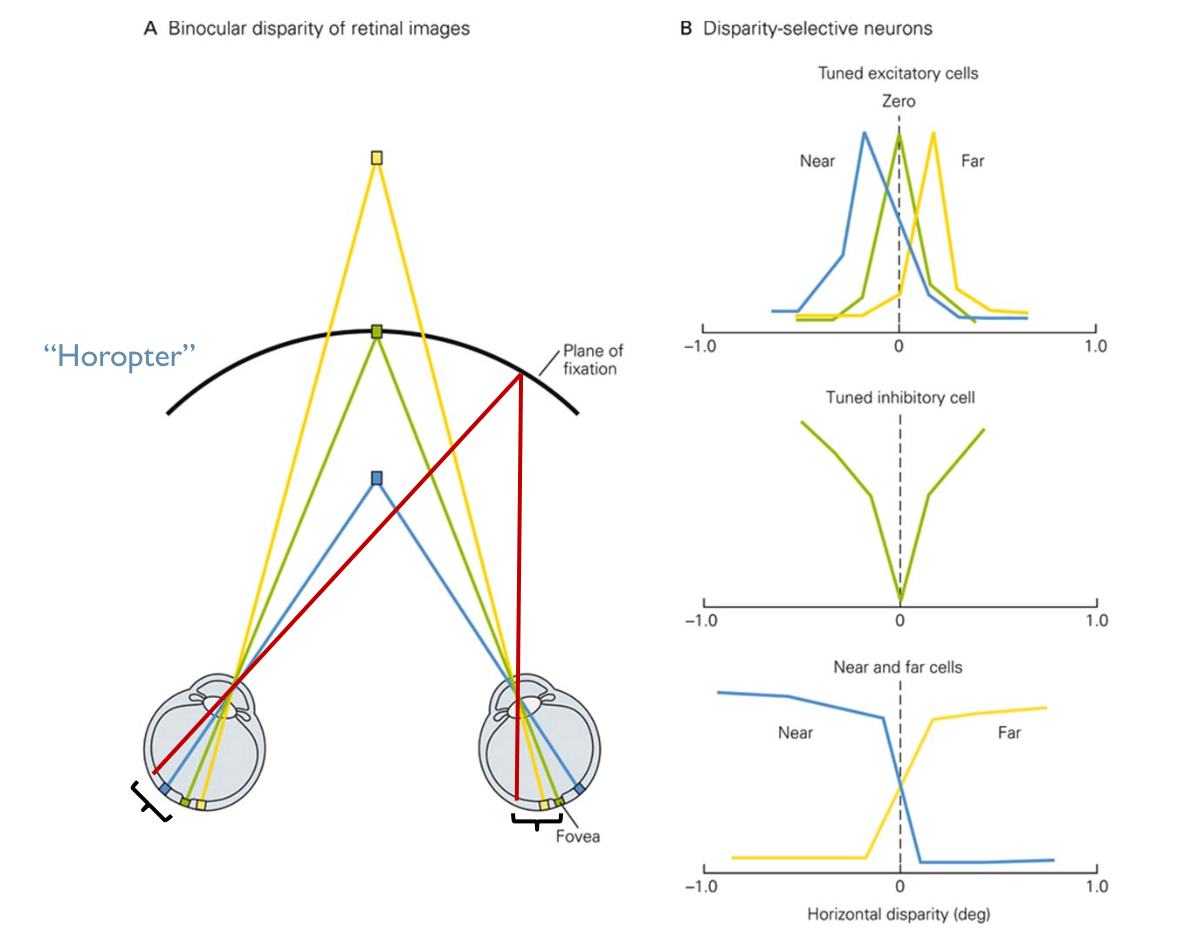 A Binocular disparity of retinal images
“Horopter”
Plane of
fixation
Fovea
B Disparity-selective neurons
Tuned excitatory cells
Zero
Near
Far
−1.0
0
1.0
Tuned inhibitory cell
−1.0
0
1.0
Near and far cells
Near
Far
−1.0
0
1.0
Horizontal disparity (deg)